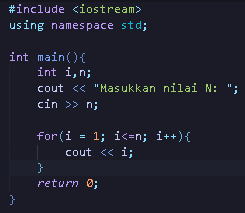 #include <iostream>
using namespace std;

int main(){
    int i,n;
    cout << "Masukkan nilai N: ";
    cin >> n;

    for(i = 1; i<=n; i++){
        cout << i;
    }
    return 0;
}